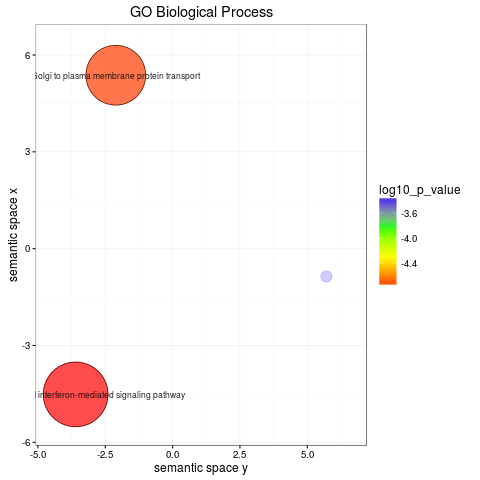 GO Biological Process
6
3
0
-3
-6
semantic space x
Golgi to plasma membrane protein transport
interferon-mediated signaling pathway
-5.0
-2.5
0.0
2.5
5.0
semantic space y
log10_p_value
-3.6
-4.0
-4.4